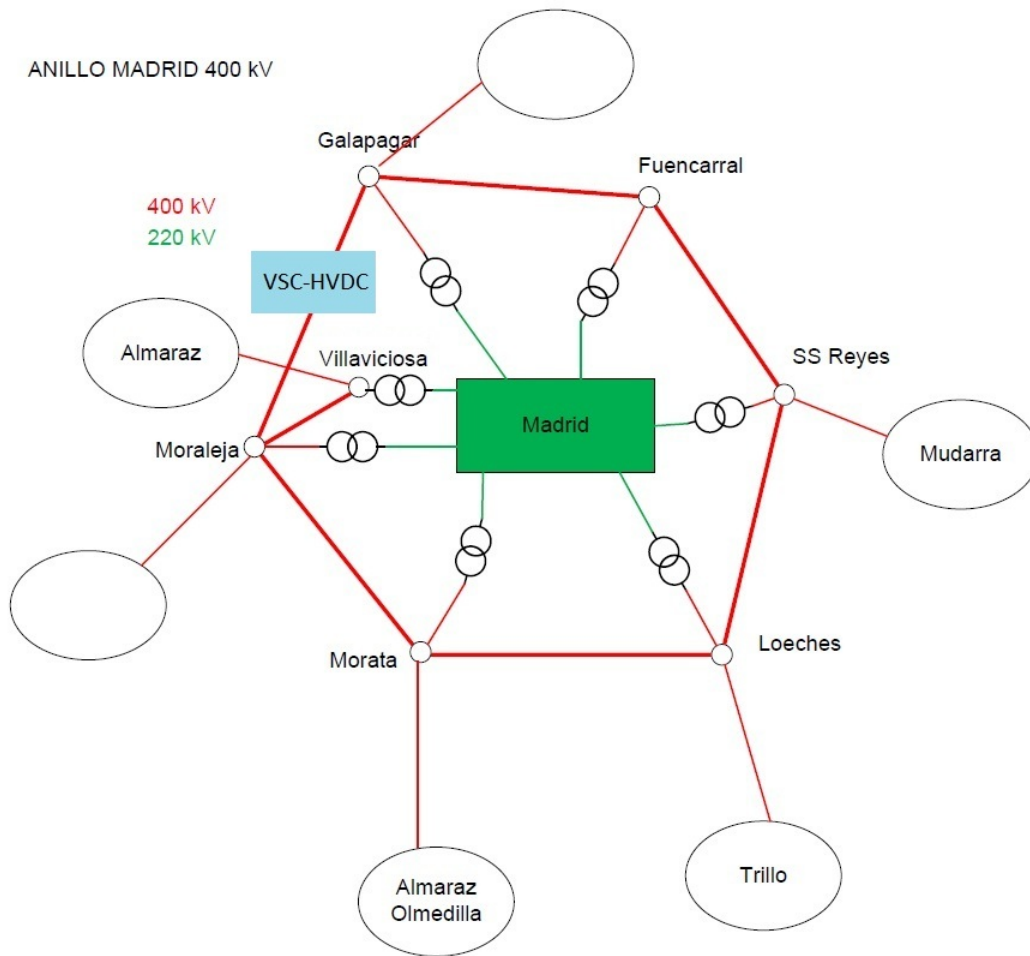 ANILLO MADRID 400 kV
Galapagar
Fuencarral
400 kV
220 kV
VSC-HVDC
Almaraz
Villaviciosa
SS Reyes
Madrid
Moraleja
Mudarra
Morata
Loeches
Trillo
Almaraz
Olmedilla